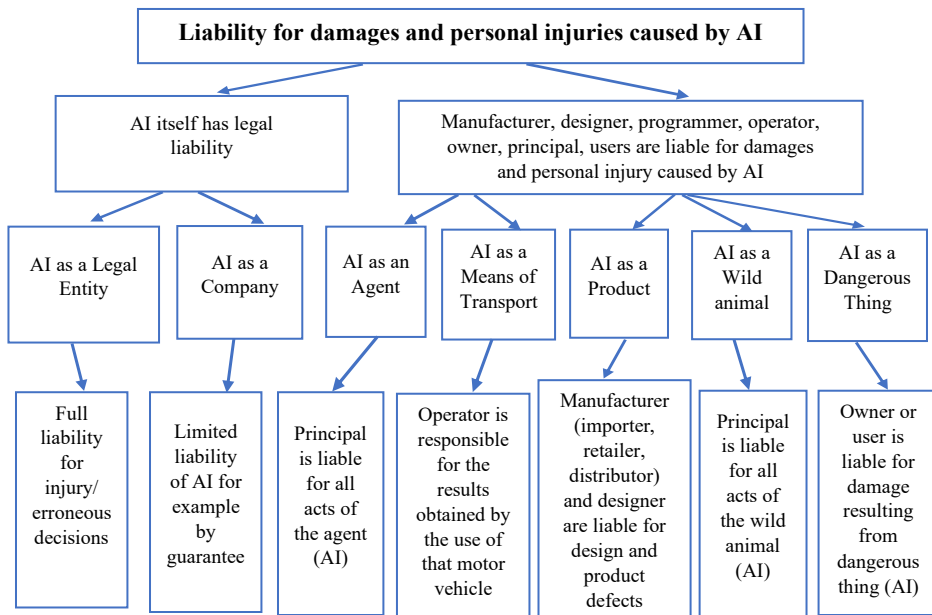 Liability for damages and personal injuries caused by AI
AI itself has legal
liability
Manufacturer, designer, programmer, operator,
owner, principal, users are liable for damages
and personal injury caused by AI
AI as a Legal
Entity
AI as a
Company
AI as an
Agent
AI as a
Means of
Transport
AI as a
Product
AI as a
Wild
animal
AI as a
Dangerous
Thing
Full
liability
for
injury/
erroneous
decisions
Limited
liability
of AI for
example
by
guarantee
Principal
is liable
for all
acts of
the agent
(AI)
Operator is
responsible
for the
results
obtained by
the use of
that motor
vehicle
Manufacturer
(importer,
retailer,
distributor)
and designer
are liable for
design and
product
defects
Principal
is liable
for all
acts of
the wild
animal
(AI)
Owner or
user is
liable for
damage
resulting
from
dangerous
thing (AI)